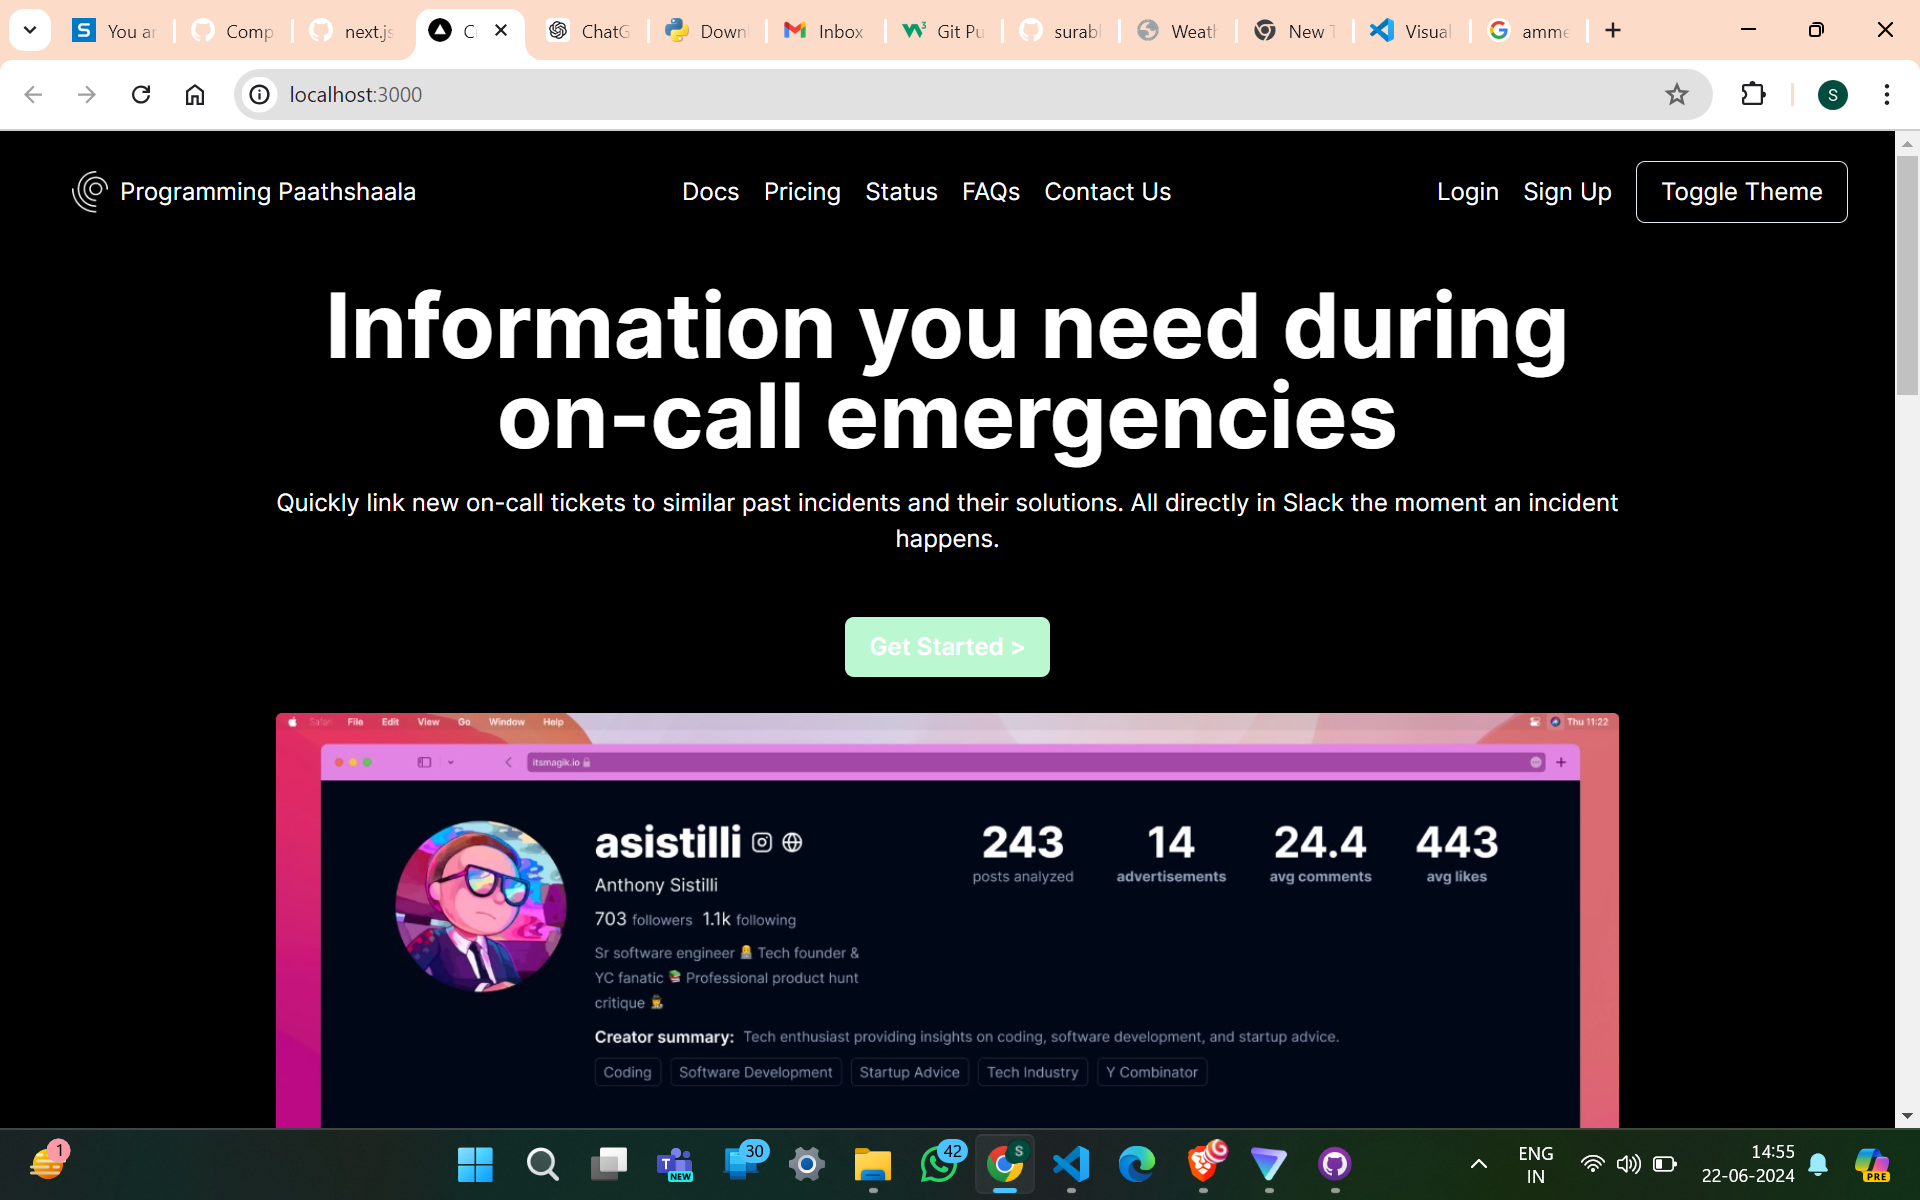 You ar
Comp
next.js
C
ChatG
Down
Inbox
Git Pu
surabl
Weath
New T
Visual
amme
localhost:3000
S
Programming Paathshaala
Docs Pricing Status FAQs Contact Us
Login Sign Up Toggle Theme
Information you need during
on-call emergencies
Quickly link new on-call tickets to similar past incidents and their solutions. All directly in Slack the moment an incident
happens.
Get Started >
Safari File Edit View Go Window Help
Thu 11:22
itsmagik.io
asistilli
243 14 24.4 443
posts analyzed advertisements avg comments avg likes
Anthony Sistilli
703 followers 1.1k following
Sr software engineer Tech founder &
YC fanatic Professional product hunt
critique
Creator summary: Tech enthusiast providing insights on coding, software development, and startup advice.
Coding Software Development Startup Advice Tech Industry Y Combinator
1
NEW
30
42
S
ENG
IN
14:55
22-06-2024
PRE